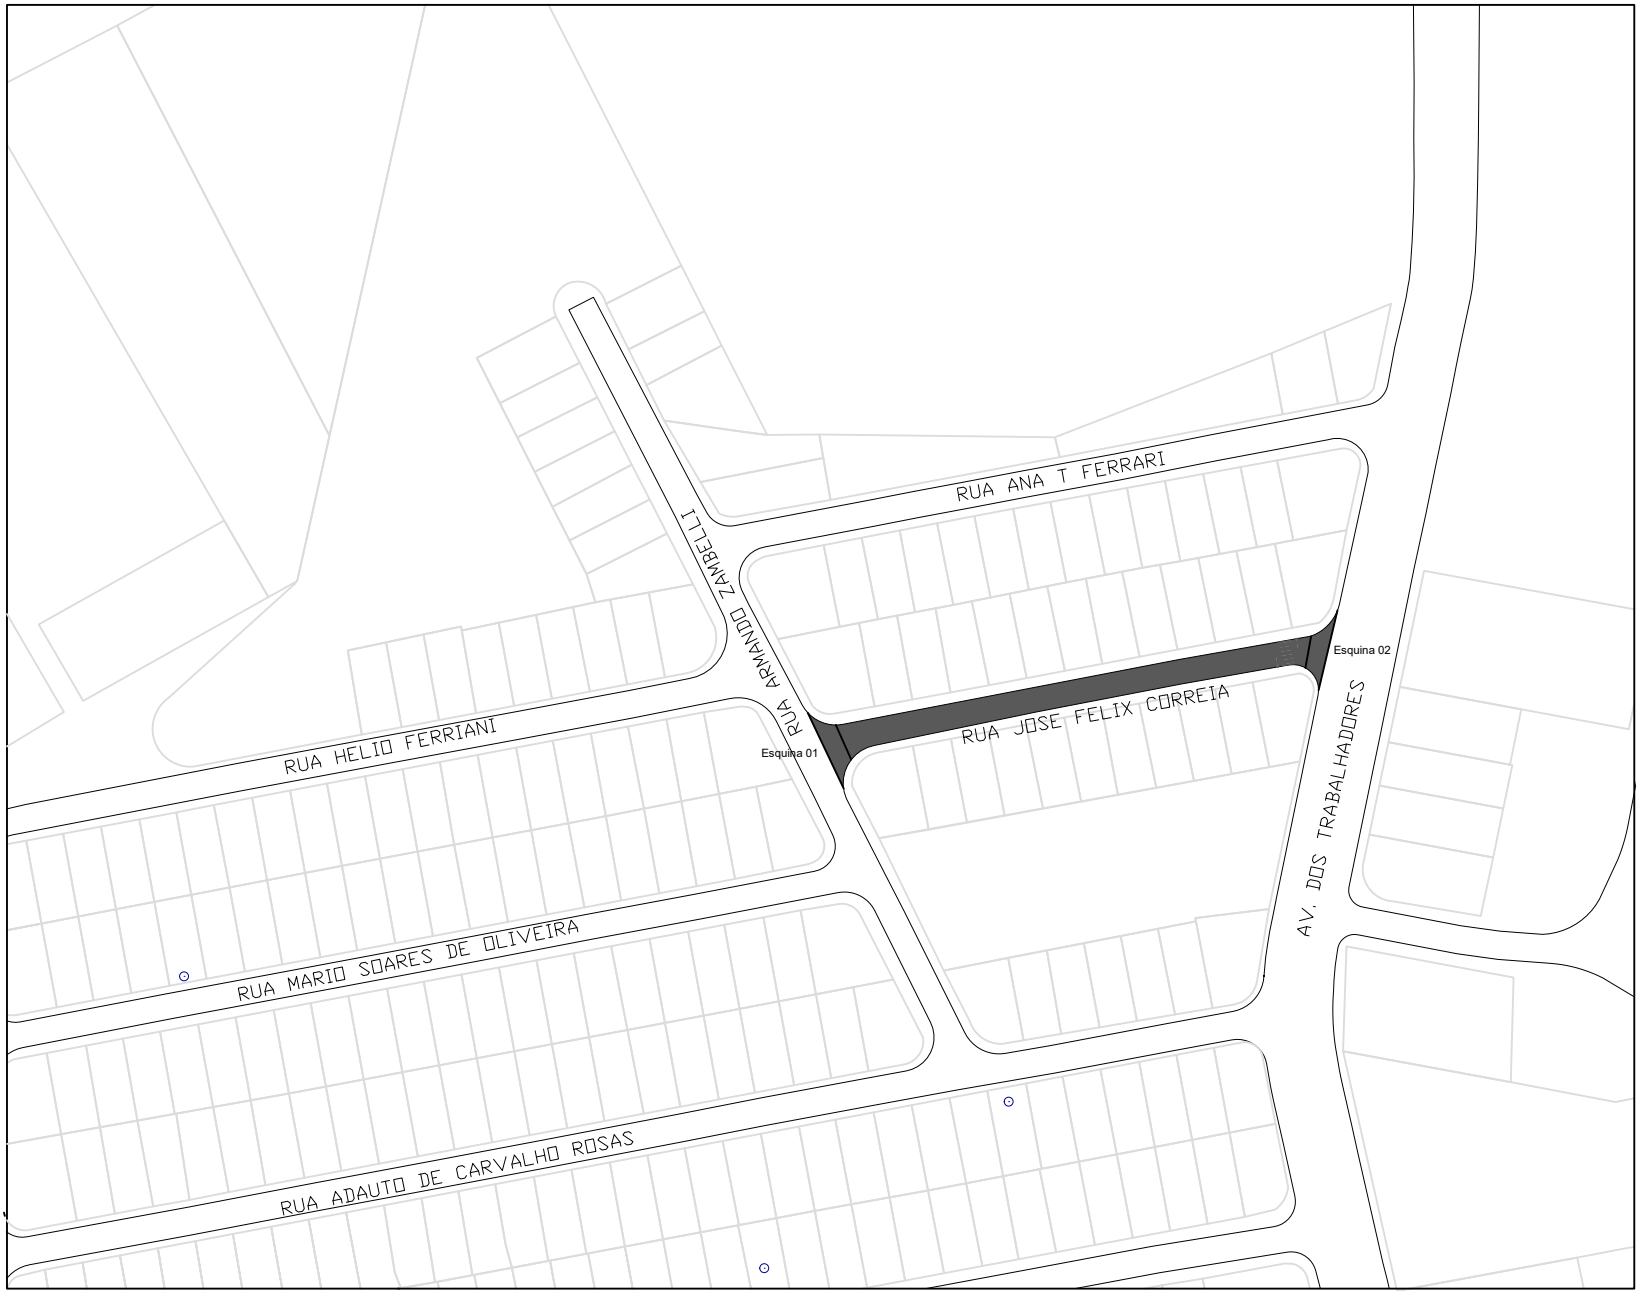 RUA ANA T FERRARI
RUA ARMANDO ZAMBELLI
Esquina 02
RUA JOSE FELIX CORREIA
RUA HELIO FERRIANI
Esquina 01
AV. DOS TRABALHADORES
RUA MARIO SOARES DE OLIVEIRA
RUA ADAUTO DE CARVALHO ROSAS